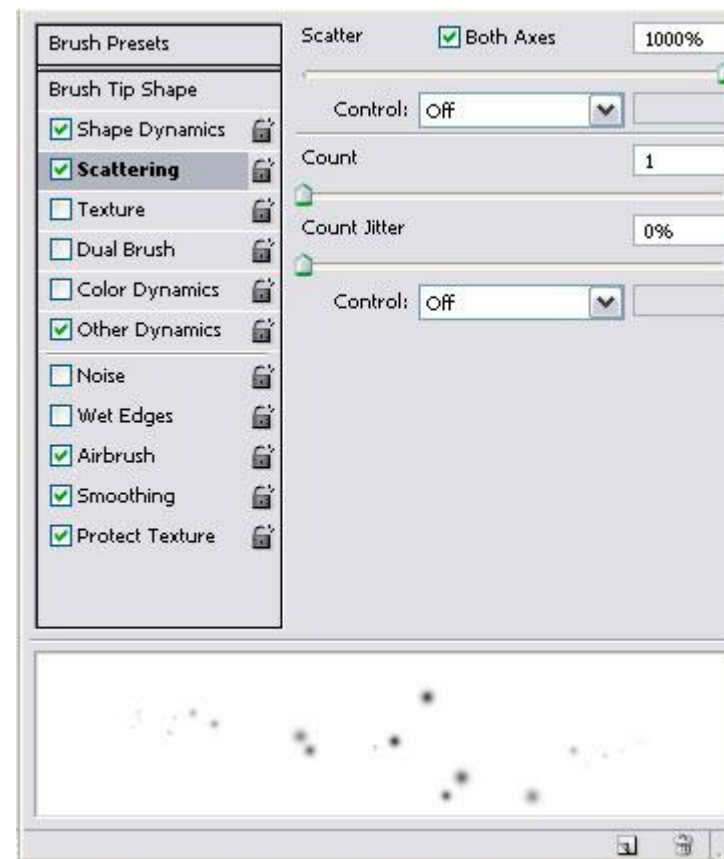 Brush Presets
Brush Tip Shape
Shape Dynamics
Scattering
Texture
Dual Brush
Color Dynamics
Other Dynamics
Noise
Wet Edges
Airbrush
Smoothing
Protect Texture
Scatter Both Axes 1000%
Control: Off
Count 1
Count Jitter 0%
Control: Off